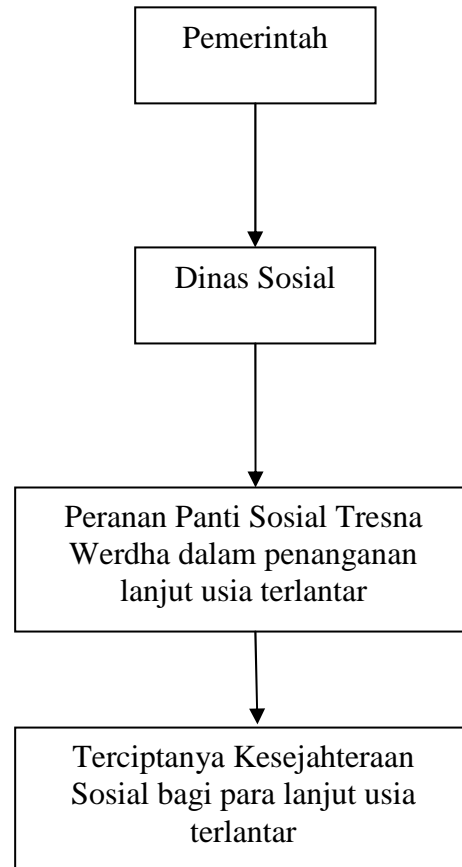 Pemerintah
Dinas Sosial
Peranan Panti Sosial Tresna
Werdha dalam penanganan
lanjut usia terlantar
Terciptanya Kesejahteraan
Sosial bagi para lanjut usia
terlantar